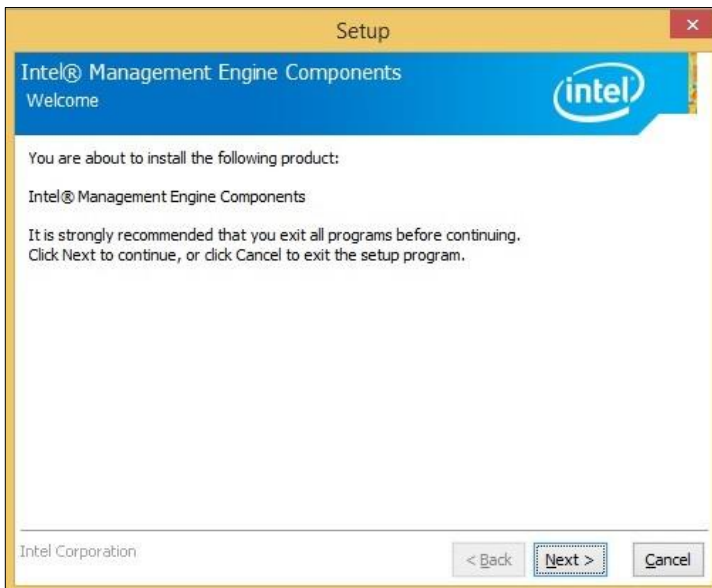 Setup
Intel® Management Engine Components
Welcome
intel
You are about to install the following product:
Intel® Management Engine Components
It is strongly recommended that you exit all programs before continuing.
Click Next to continue, or click Cancel to exit the setup program.
Intel Corporation
< Back Next > Cancel